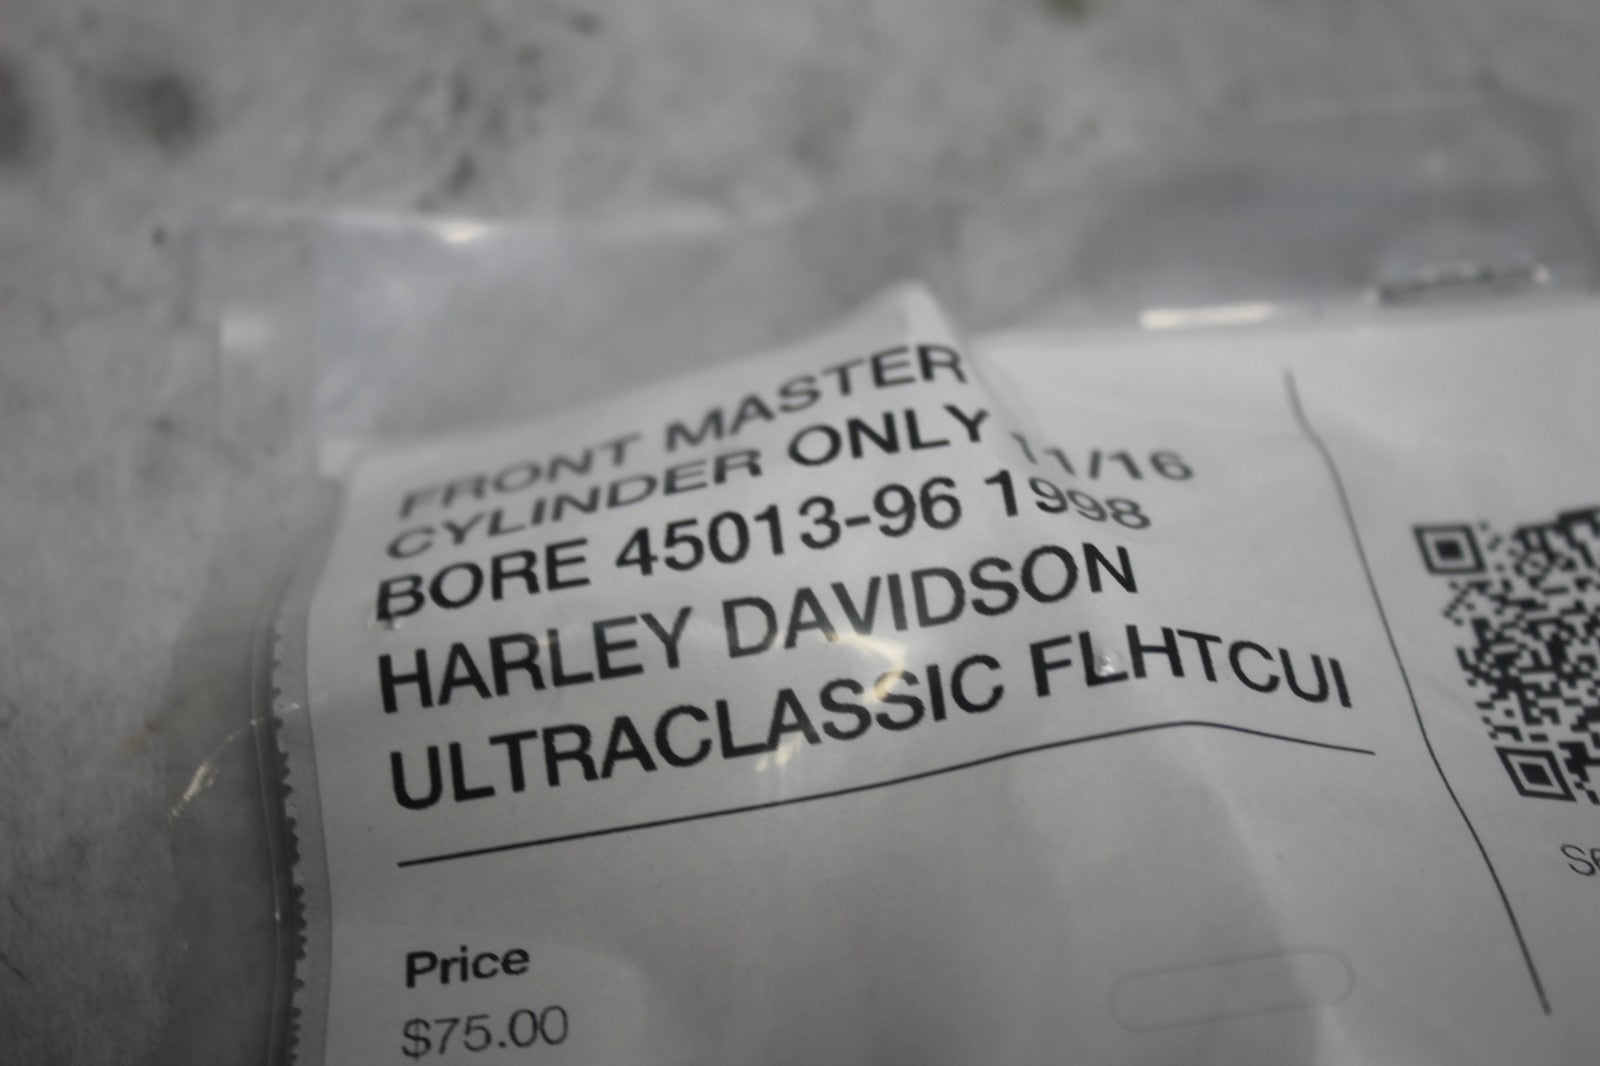 FRONT MASTER
CYLINDER ONLY 11/16
BORE 45013-96 1998
HARLEY DAVIDSON
ULTRACLASSIC FLHTCUI
Price
$75.00